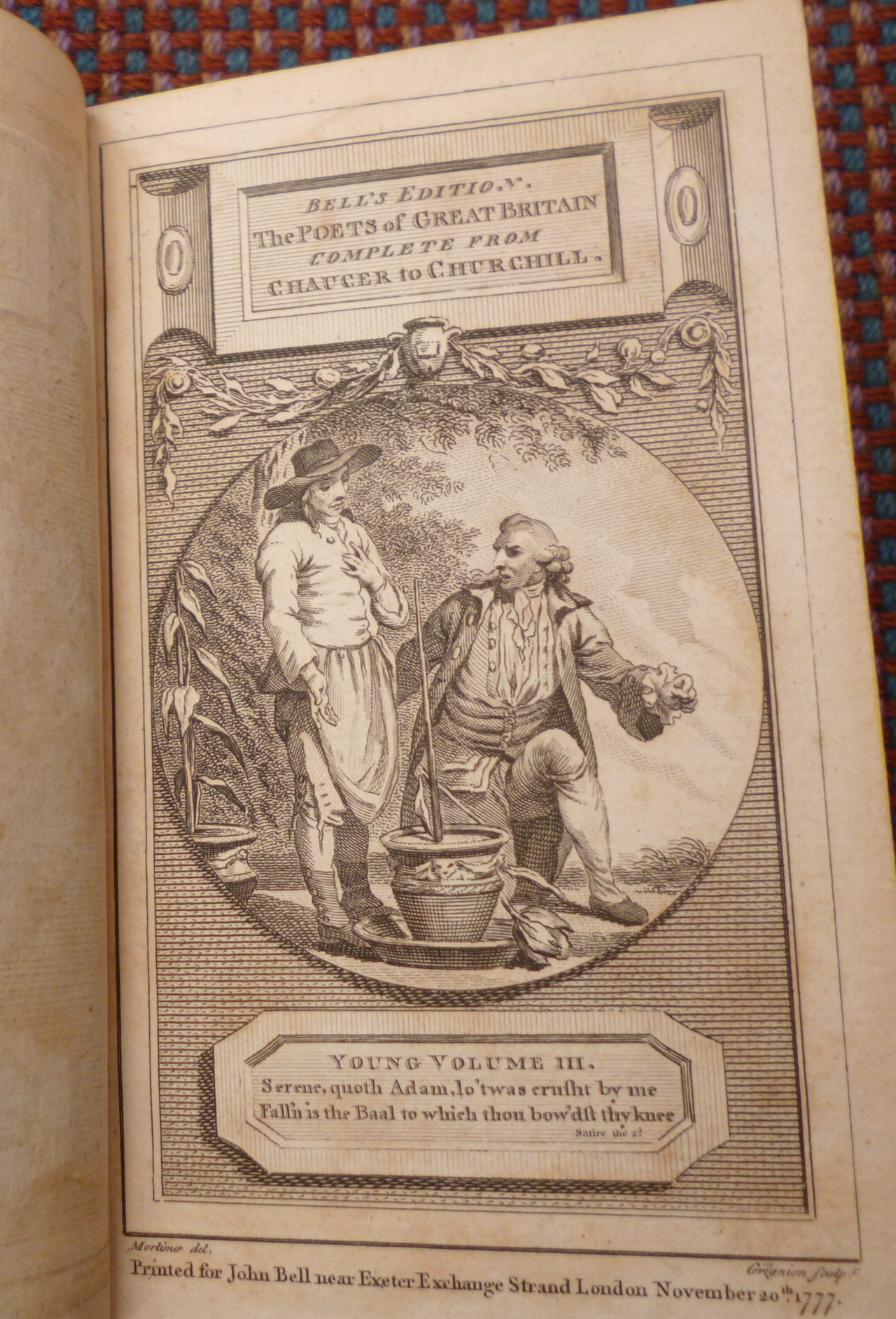 BELL'S EDITION.
The POETS of GREAT BRITAIN
COMPLETE FROM
CHAUCER to CHURCHILL.
YOUNG VOLUME III.
Serene, quoth Adam, lo 'twas cruſht by me
Fall'n is the Baal to which thou bow'dſt thy knee
Satire the 2d
Mortimer del.
Grignion ſculp.t
Printed for John Bell near Exeter Exchange Strand London November 20th. 1777.